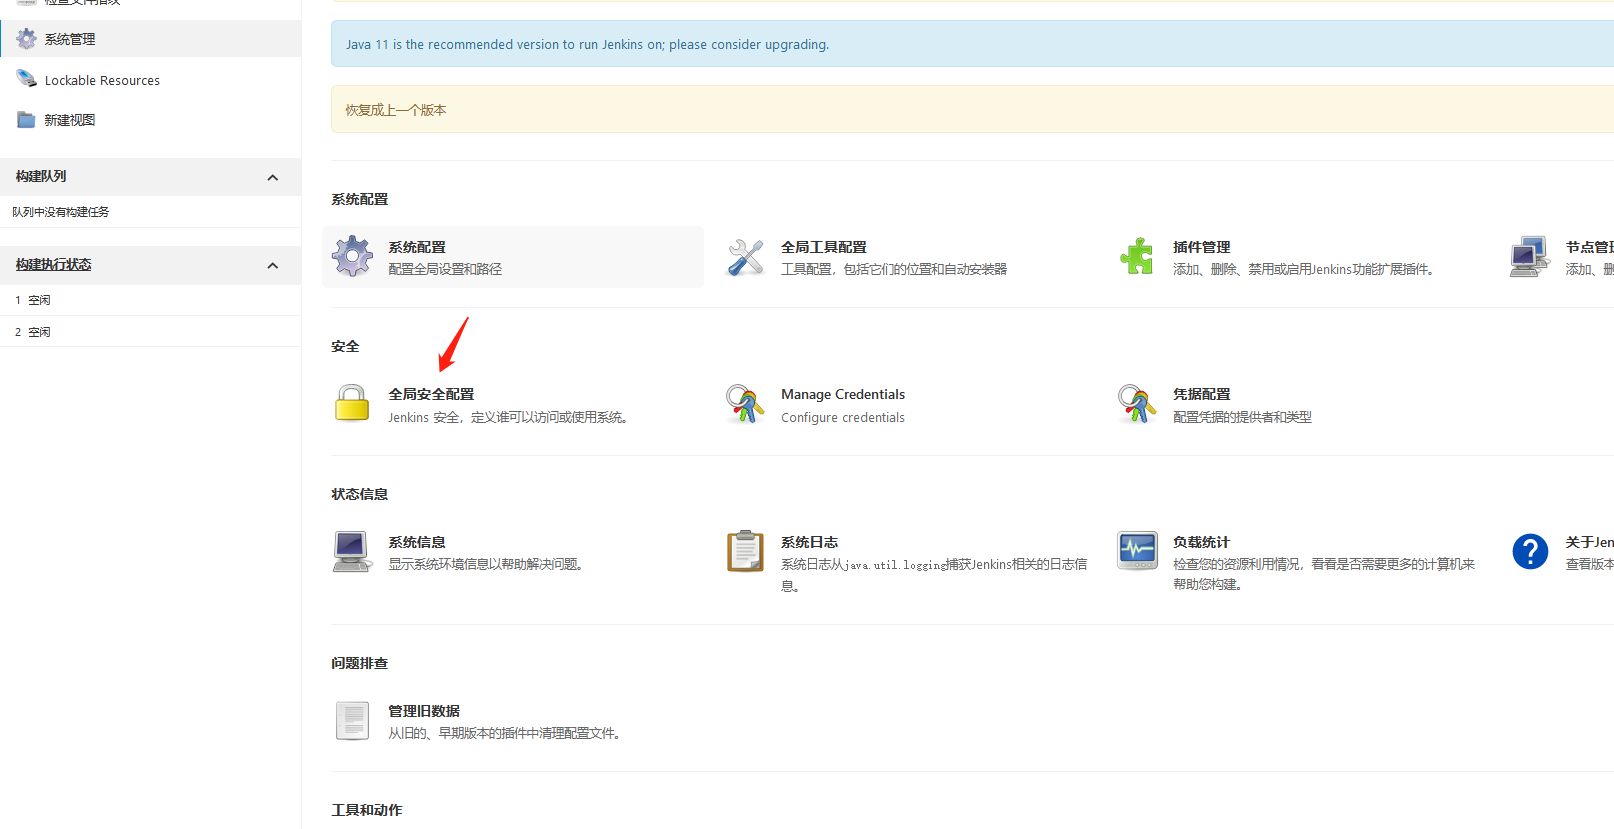 系统管理
Lockable Resources
新建视图
构建队列
队列中没有构建任务
构建执行状态
1 空闲
2 空闲
Java 11 is the recommended version to run Jenkins on; please consider upgrading.
恢复成上一个版本
系统配置
系统配置
配置全局设置和路径
全局工具配置
工具配置，包括它们的位置和自动安装器
插件管理
添加、删除、禁用或启用Jenkins功能扩展插件。
节点管
添加、
安全
全局安全配置
Jenkins 安全，定义谁可以访问或使用系统。
Manage Credentials
Configure credentials
凭据配置
配置凭据的提供者和类型
状态信息
系统信息
显示系统环境信息以帮助解决问题。
系统日志
系统日志从java.util.logging捕获Jenkins相关的日志信
息。
负载统计
检查您的资源利用情况，看看是否需要更多的计算机来
帮助您构建。
关于Jen
查看版本
问题排查
管理旧数据
从旧的、早期版本的插件中清理配置文件。
工具和动作